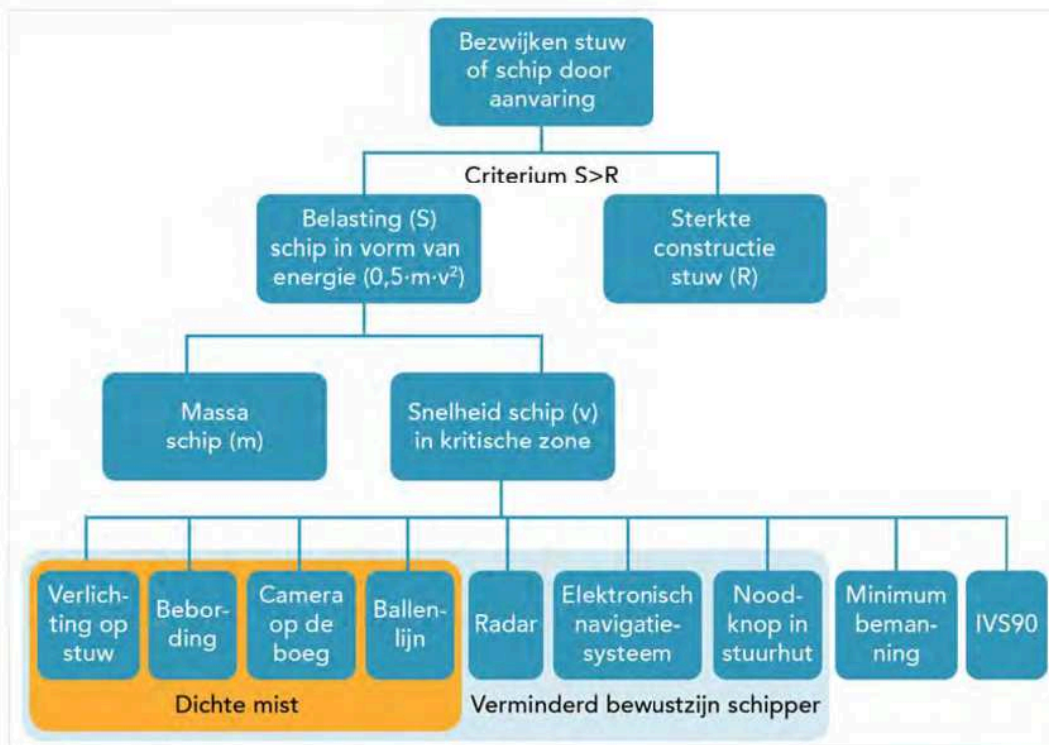 Bezwijken stuw
of schip door
aanvaring
Criterium S>R
Belasting (S)
schip in vorm van
energie (0,5·m·v²)
Sterkte
constructie
stuw (R)
Massa
schip (m)
Snelheid schip (v)
in kritische zone
Verlich-
ting op
stuw
Bebor-
ding
Camera
op de
boeg
Ballen-
lijn
Radar
Elektronisch
navigatie-
systeem
Nood-
knop in
stuurhut
Minimum
beman-
ning
IVS90
Dichte mist
Verminderd bewustzijn schipper